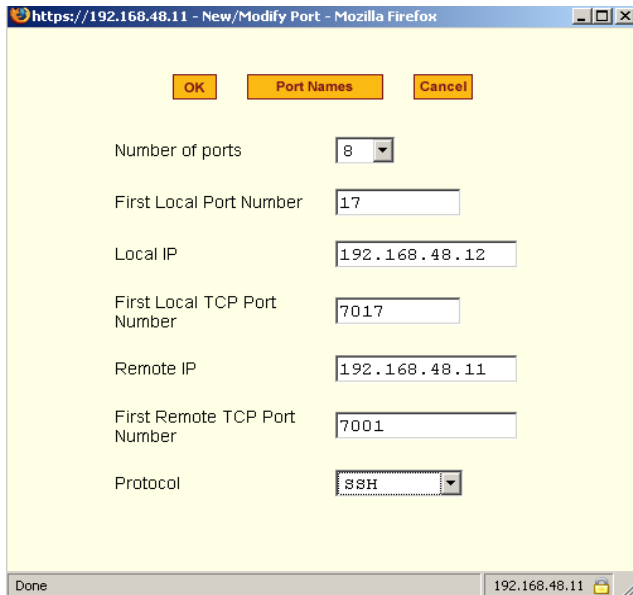 https://192.168.48.11 - New/Modify Port - Mozilla Firefox
OK Port Names Cancel
Number of ports 8
First Local Port Number 17
Local IP 192.168.48.12
First Local TCP Port
Number 7017
Remote IP 192.168.48.11
First Remote TCP Port
Number 7001
Protocol SSH
Done 192.168.48.11